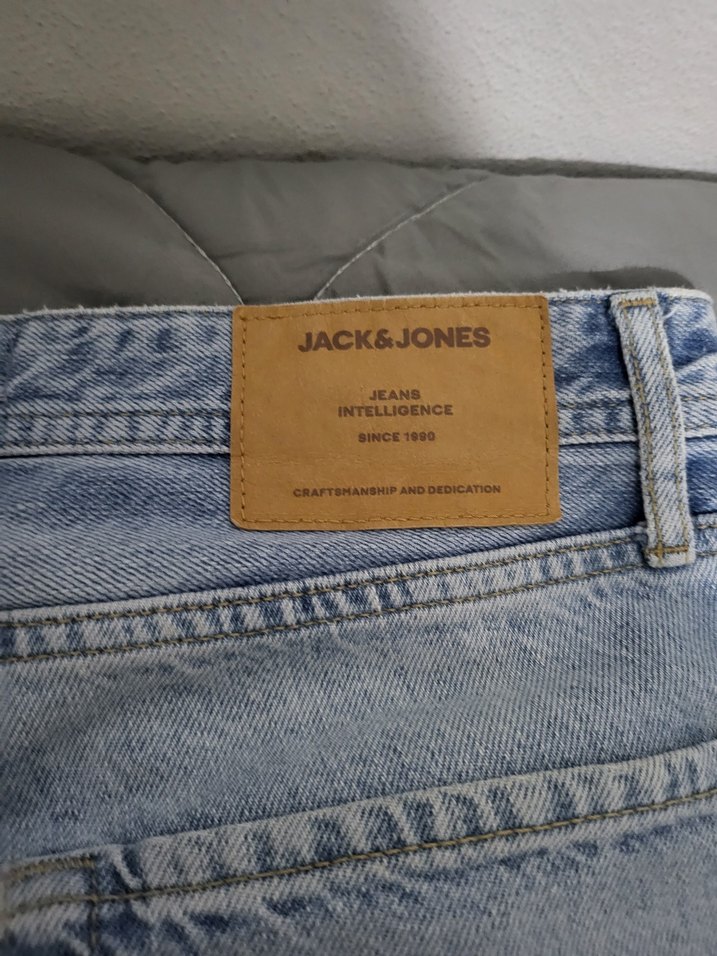 JACK&JONES
JEANS
INTELLIGENCE
SINCE 1990
CRAFTSMANSHIP AND DEDICATION